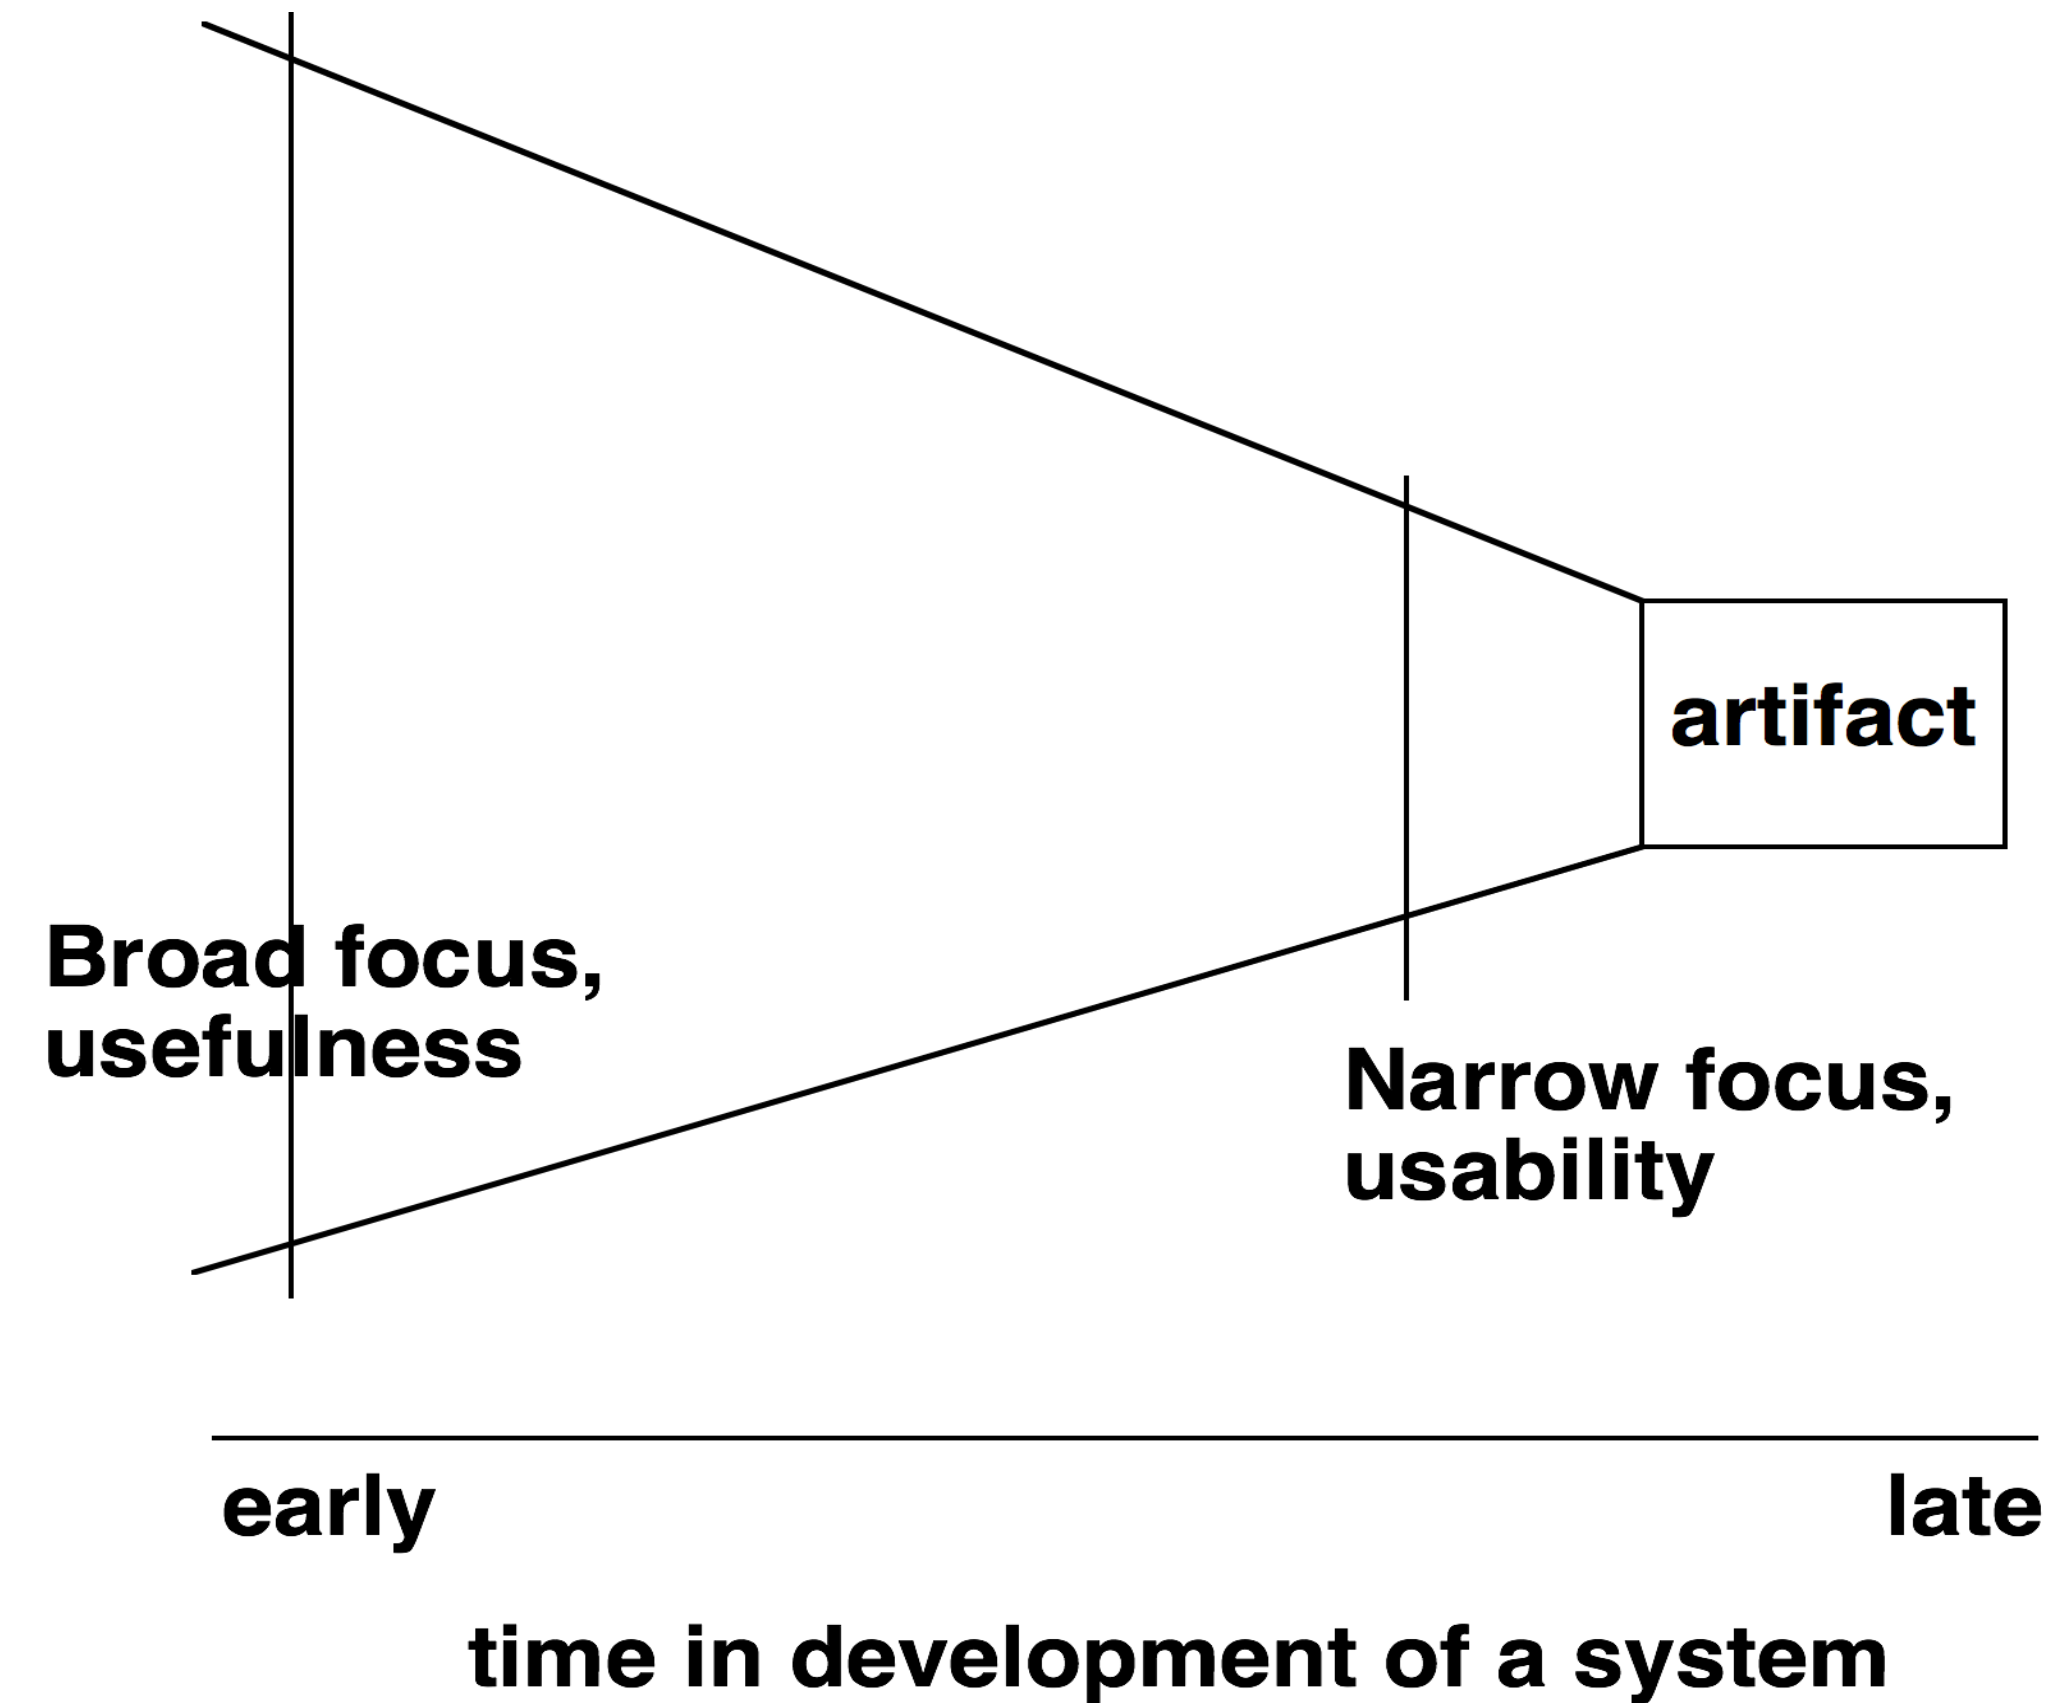 artifact
Broad focus,
usefulness
Narrow focus,
usability
early
late
time in development of a system